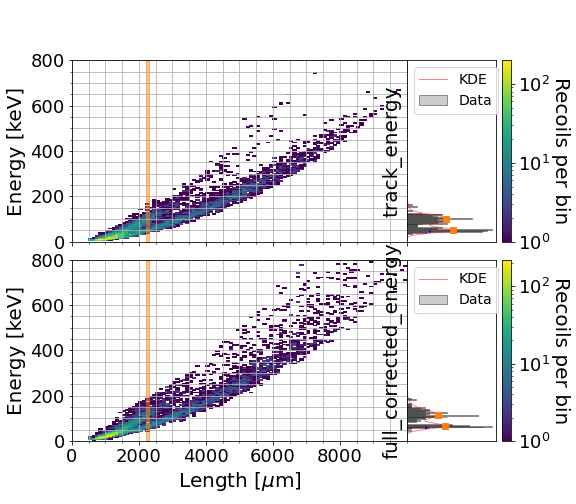 800
600
400
200
0
Energy [keV]
track_energy
KDE
Data
10²
10¹
10⁰
Recoils per bin
800
600
400
200
0
Energy [keV]
full_corrected_energy
KDE
Data
10²
10¹
10⁰
Recoils per bin
0 2000 4000 6000 8000
Length [μm]